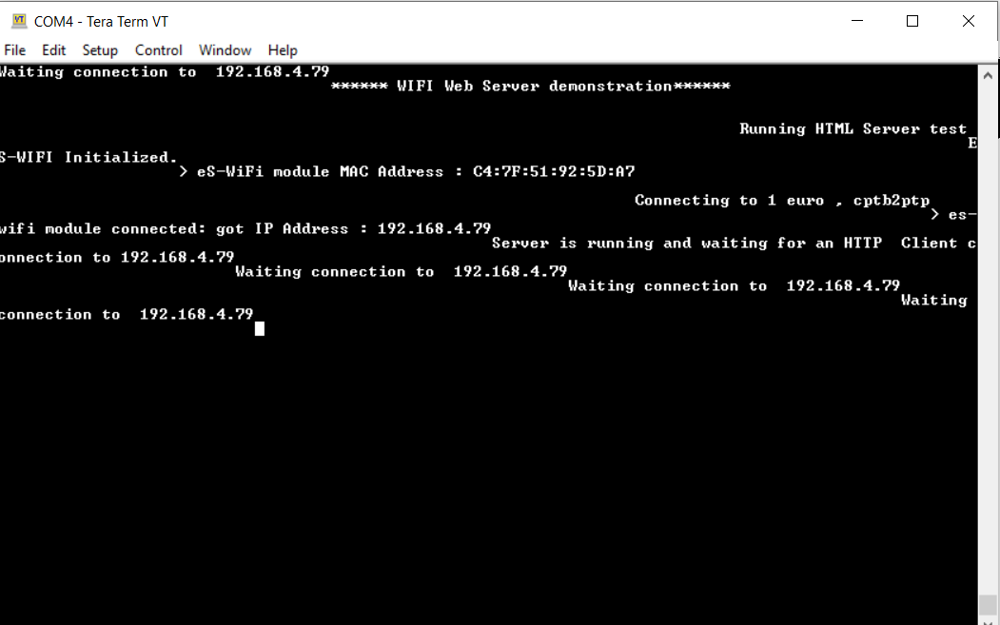 VT COM4 - Tera Term VT
File Edit Setup Control Window Help
Waiting connection to 192.168.4.79
****** WIFI Web Server demonstration******
Running HTML Server test
E
S-WIFI Initialized.
> eS-WiFi module MAC Address : C4:7F:51:92:5D:A7
Connecting to 1 euro , cptb2ptp
> es-
wifi module connected: got IP Address : 192.168.4.79
Server is running and waiting for an HTTP Client c
onnection to 192.168.4.79
Waiting connection to 192.168.4.79
Waiting connection to 192.168.4.79
Waiting
connection to 192.168.4.79